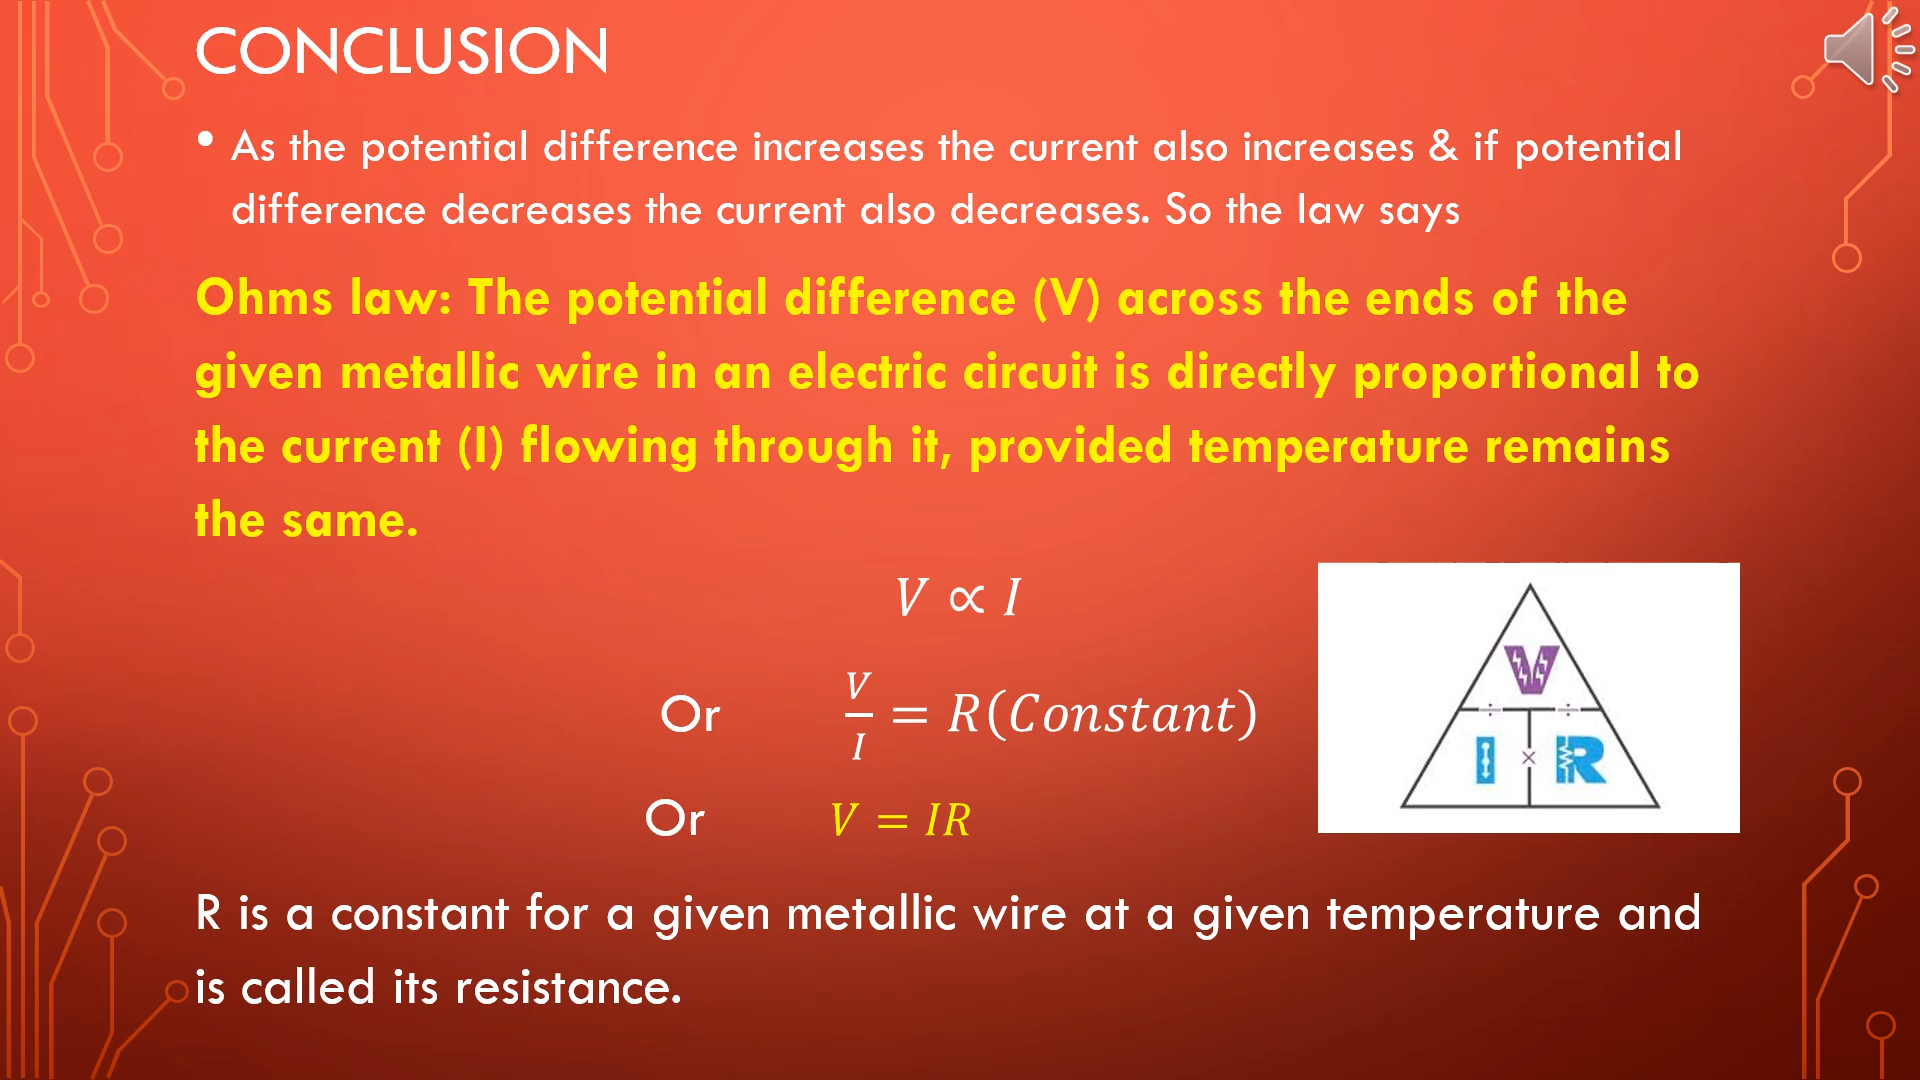 CONCLUSION
• As the potential difference increases the current also increases & if potential
difference decreases the current also decreases. So the law says
Ohms law: The potential difference (V) across the ends of the
given metallic wire in an electric circuit is directly proportional to
the current (I) flowing through it, provided temperature remains
the same.
V ∝ I
Or V/I = R(Constant)
Or V = IR
V
÷ ÷
I × R
R is a constant for a given metallic wire at a given temperature and
is called its resistance.